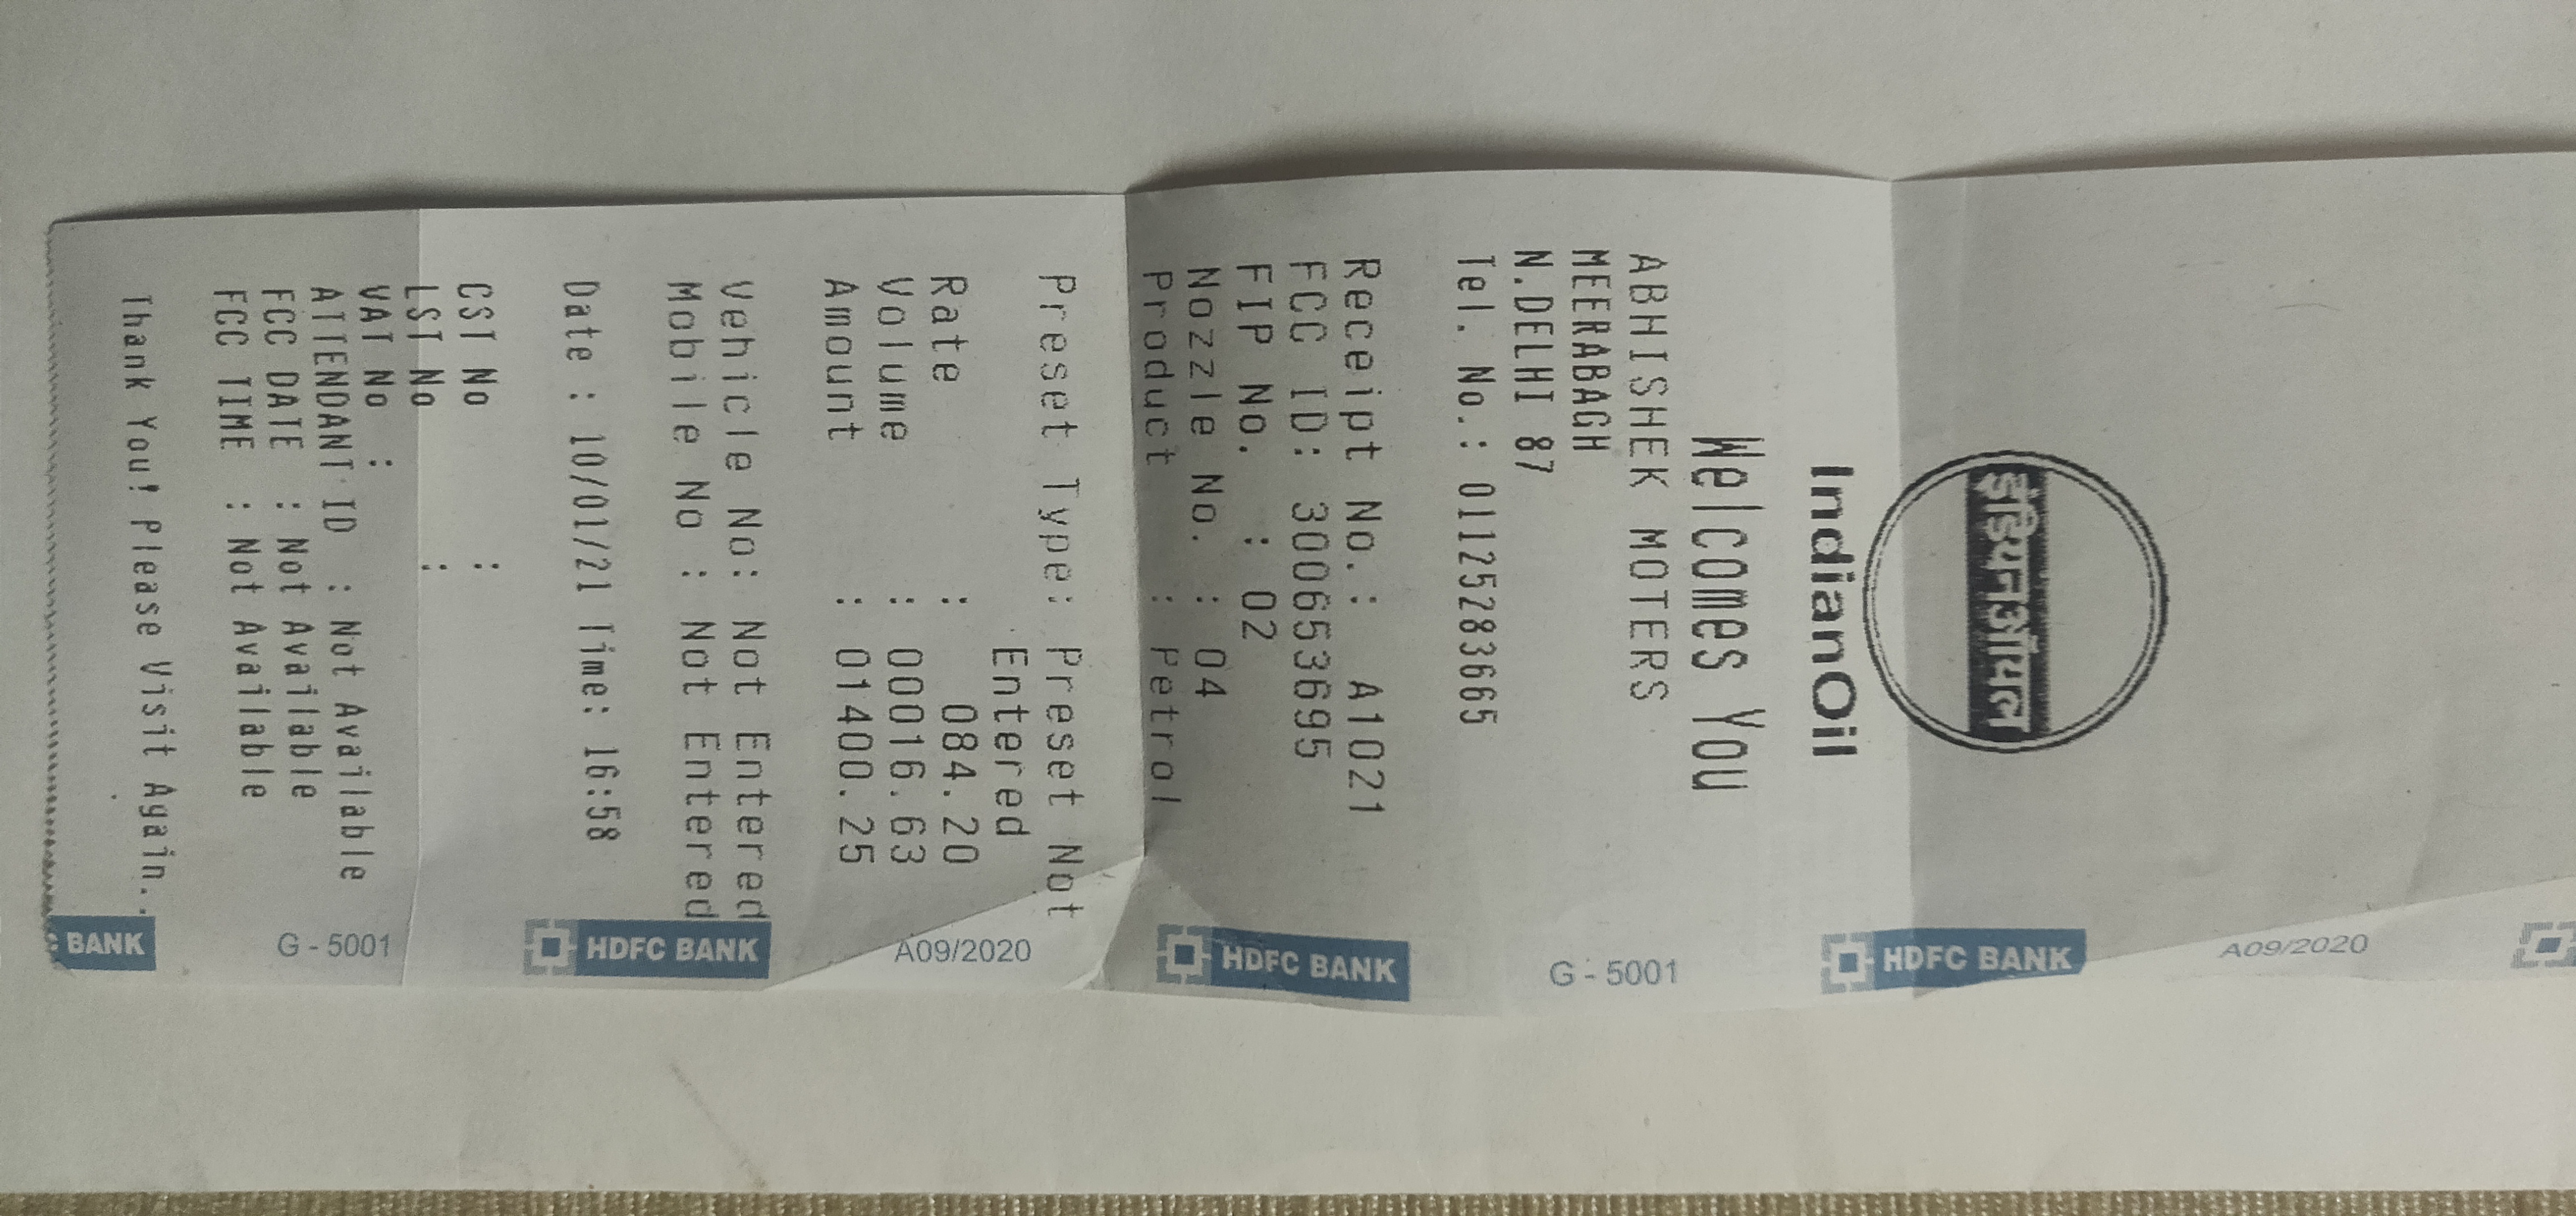 इंडियनऑयल
IndianOil
Welcomes You
ABHISHEK MOTERS
MEERABAGH
N.DELHI 87
Tel. No.: 01125283665
Receipt No.: A1021
FCC ID: 3006653695
FIP No. : 02
Nozzle No. : 04
Product : Petrol
Preset Type: Preset Not
Entered
Rate : 084.20
Volume : 00016.63
Amount : 01400.25
Vehicle No: Not Entered
Mobile No : Not Entered
Date : 10/01/21 Time: 16:58
CST No :
LST No :
VAT No :
ATTENDANT ID : Not Available
FCC DATE : Not Available
FCC TIME : Not Available
Thank You! Please Visit Again..
BANK
G - 5001
HDFC BANK
A09/2020
HDFC BANK
G - 5001
HDFC BANK
A09/2020